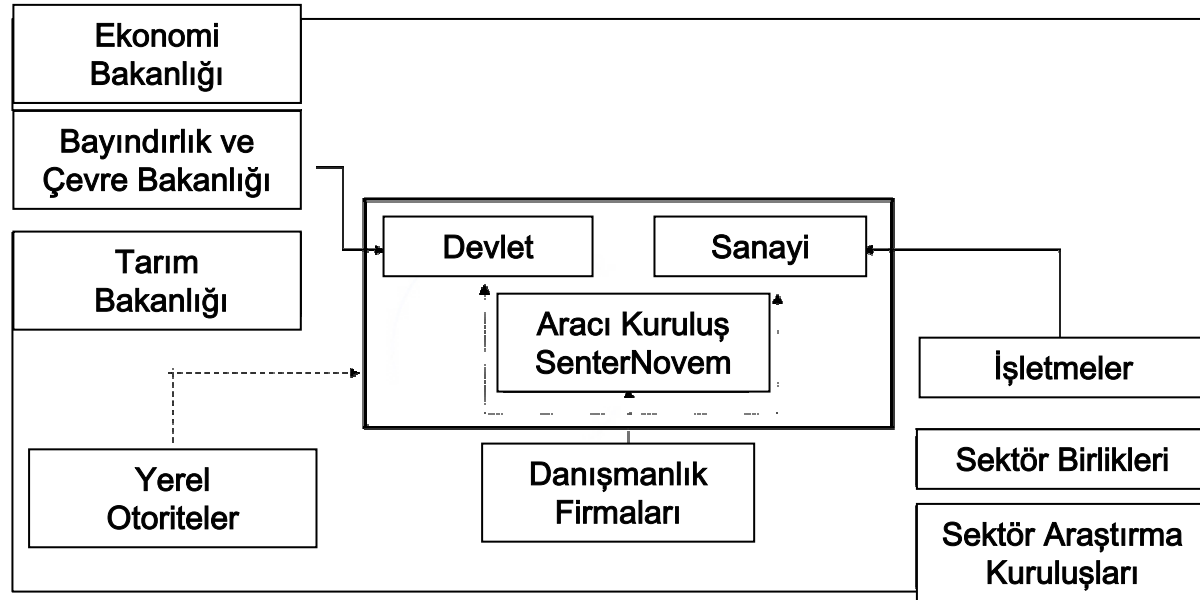 Ekonomi
Bakanlığı
Bayındırlık ve
Çevre Bakanlığı
Tarım
Bakanlığı
Devlet
Sanayi
Aracı Kuruluş
SenterNovem
İşletmeler
Yerel
Otoriteler
Danışmanlık
Firmaları
Sektör Birlikleri
Sektör Araştırma
Kuruluşları